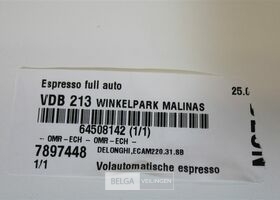 Espresso full auto
VDB 213 WINKELPARK MALINAS
25.0
64508142 (1/1)
- OMR-ECH - OMR-ECH -
7897448 DELONGHI,ECAM220.31.SB
1/1 Volautomatische espresso
BELGA
VEILINGEN